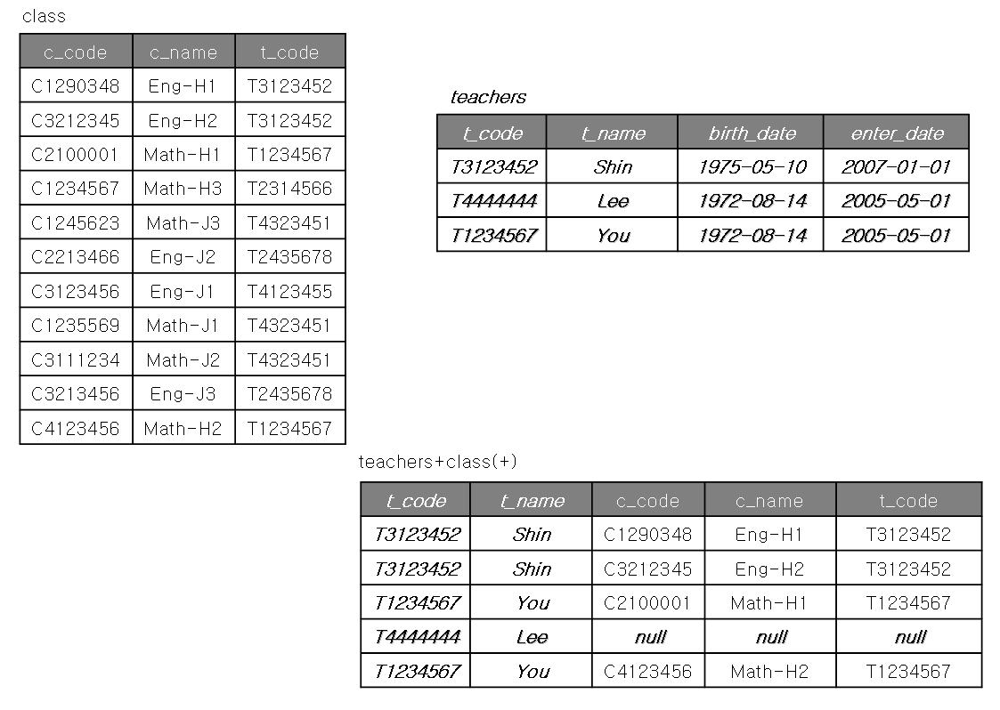 class
c_code c_name t_code
C1290348 Eng-H1 T3123452
C3212345 Eng-H2 T3123452
C2100001 Math-H1 T1234567
C1234567 Math-H3 T2314566
C1245623 Math-J3 T4323451
C2213466 Eng-J2 T2435678
C3123456 Eng-J1 T4123455
C1235569 Math-J1 T4323451
C3111234 Math-J2 T4323451
C3213456 Eng-J3 T2435678
C4123456 Math-H2 T1234567
teachers
t_code t_name birth_date enter_date
T3123452 Shin 1975-05-10 2007-01-01
T4444444 Lee 1972-08-14 2005-05-01
T1234567 You 1972-08-14 2005-05-01
teachers+class(+)
t_code t_name c_code c_name t_code
T3123452 Shin C1290348 Eng-H1 T3123452
T3123452 Shin C3212345 Eng-H2 T3123452
T1234567 You C2100001 Math-H1 T1234567
T4444444 Lee null null null
T1234567 You C4123456 Math-H2 T1234567